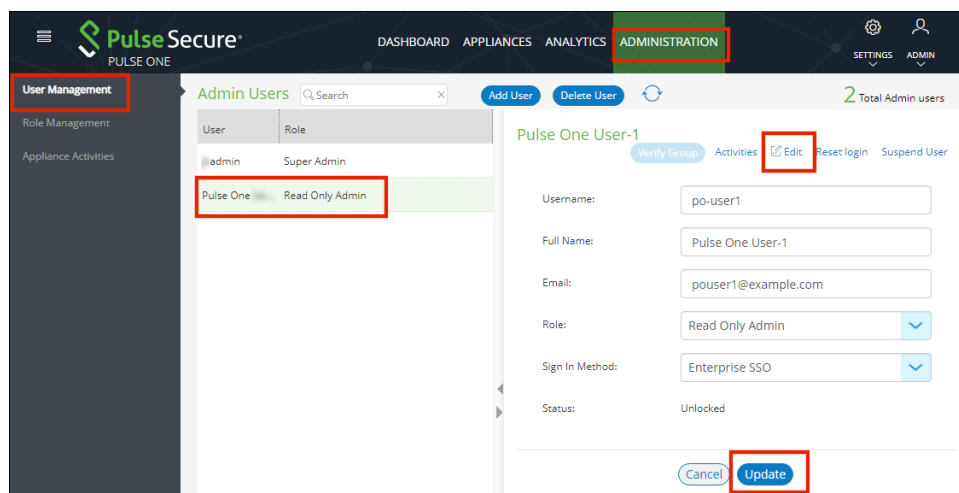 Pulse Secure®
PULSE ONE
DASHBOARD APPLIANCES ANALYTICS ADMINISTRATION
SETTINGS ADMIN
User Management
Role Management
Appliance Activities
Admin Users Search × Add User Delete User 2 Total Admin users
User Role
admin Super Admin
Pulse One Read Only Admin
Pulse One User-1
Verify Group Activities Edit Reset login Suspend User
Username: po-user1
Full Name: Pulse One User-1
Email: pouser1@example.com
Role: Read Only Admin
Sign In Method: Enterprise SSO
Status: Unlocked
Cancel Update